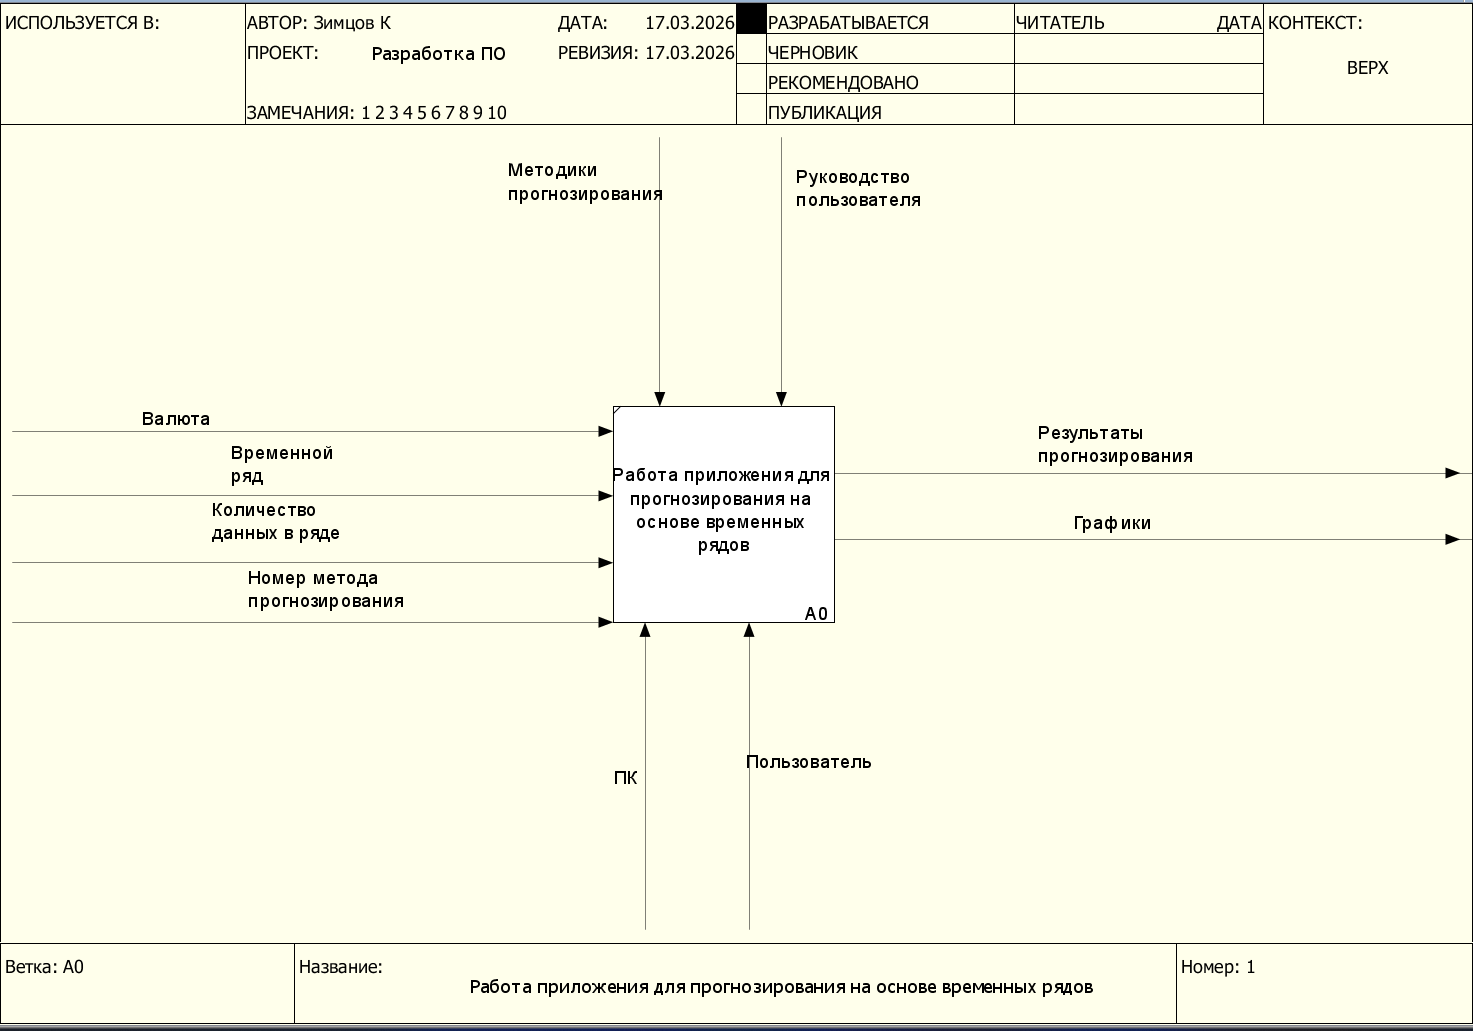 ИСПОЛЬЗУЕТСЯ В:
АВТОР: Зимцов К
ДАТА: 17.03.2026
ПРОЕКТ: Разработка ПО
РЕВИЗИЯ: 17.03.2026
ЗАМЕЧАНИЯ: 1 2 3 4 5 6 7 8 9 10
РАЗРАБАТЫВАЕТСЯ
ЧЕРНОВИК
РЕКОМЕНДОВАНО
ПУБЛИКАЦИЯ
ЧИТАТЕЛЬ
ДАТА
КОНТЕКСТ:
ВЕРХ
Методики
прогнозирования
Руководство
пользователя
Валюта
Временной
ряд
Количество
данных в ряде
Номер метода
прогнозирования
Работа приложения для
прогнозирования на
основе временных
рядов
A0
Результаты
прогнозирования
Графики
ПК
Пользователь
Ветка: A0
Название:
Работа приложения для прогнозирования на основе временных рядов
Номер: 1